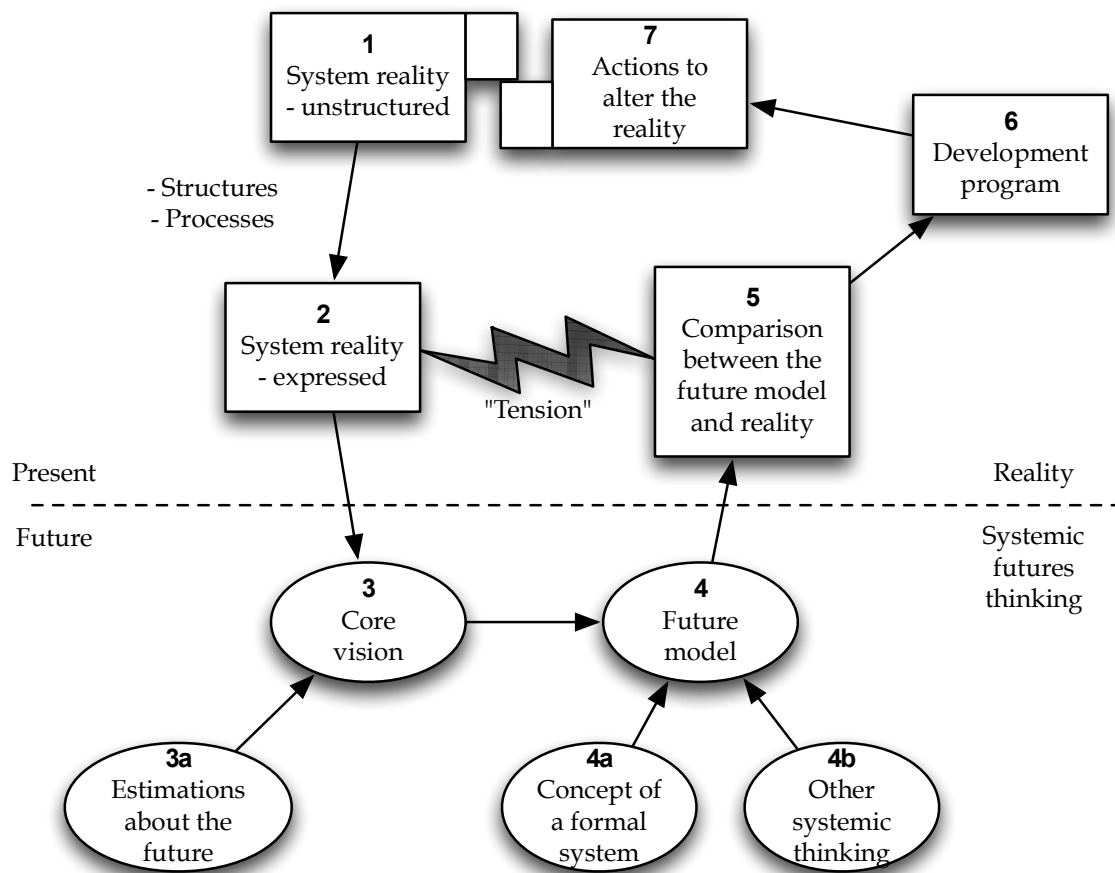 1
System reality
- unstructured
7
Actions to
alter the
reality
6
Development
program
- Structures
- Processes
2
System reality
- expressed
"Tension"
5
Comparison
between the
future model
and reality
Present
Reality
Future
Systemic
futures
thinking
3
Core
vision
4
Future
model
3a
Estimations
about the
future
4a
Concept of
a formal
system
4b
Other
systemic
thinking